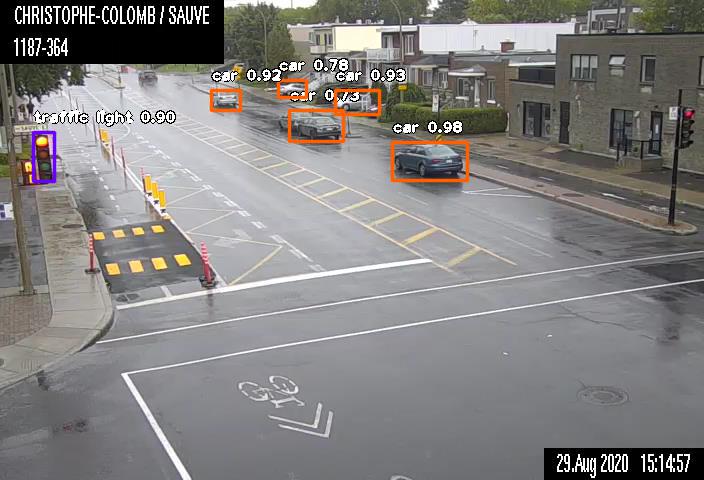 CHRISTOPHE-COLOMB / SAUVE
1187-364
car 0.78
car 0.92
car 0.93
car 0.73
traffic light 0.90
car 0.98
29.Aug 2020 15:14:57